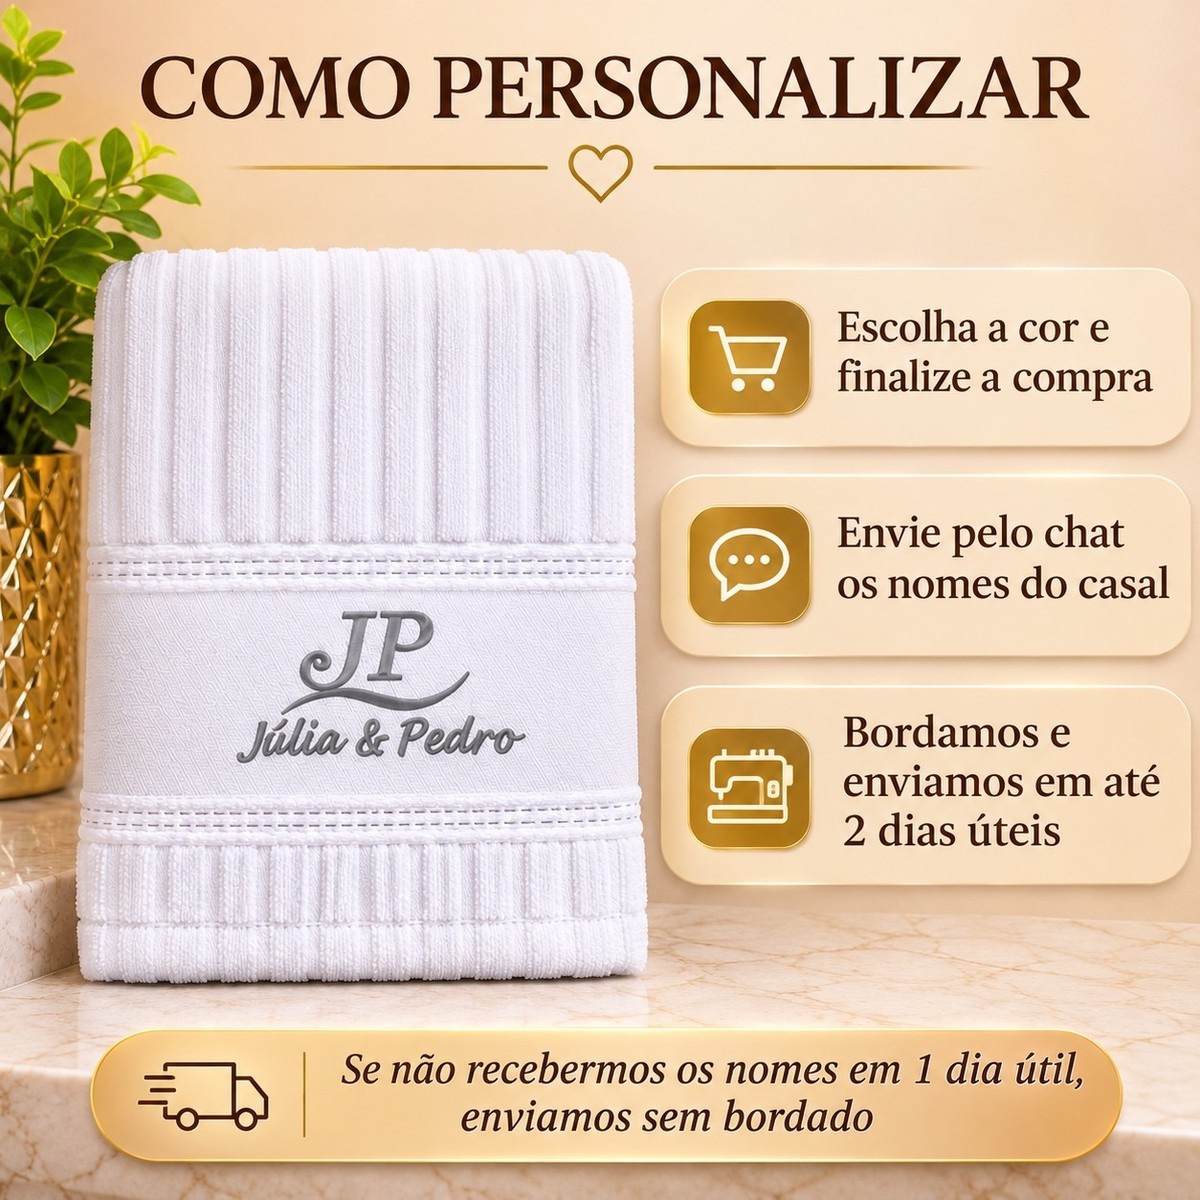 COMO PERSONALIZAR
Escolha a cor e
finalize a compra
Envie pelo chat
os nomes do casal
JP
Júlia & Pedro
Bordamos e
enviamos em até
2 dias úteis
Se não recebermos os nomes em 1 dia útil,
enviamos sem bordado